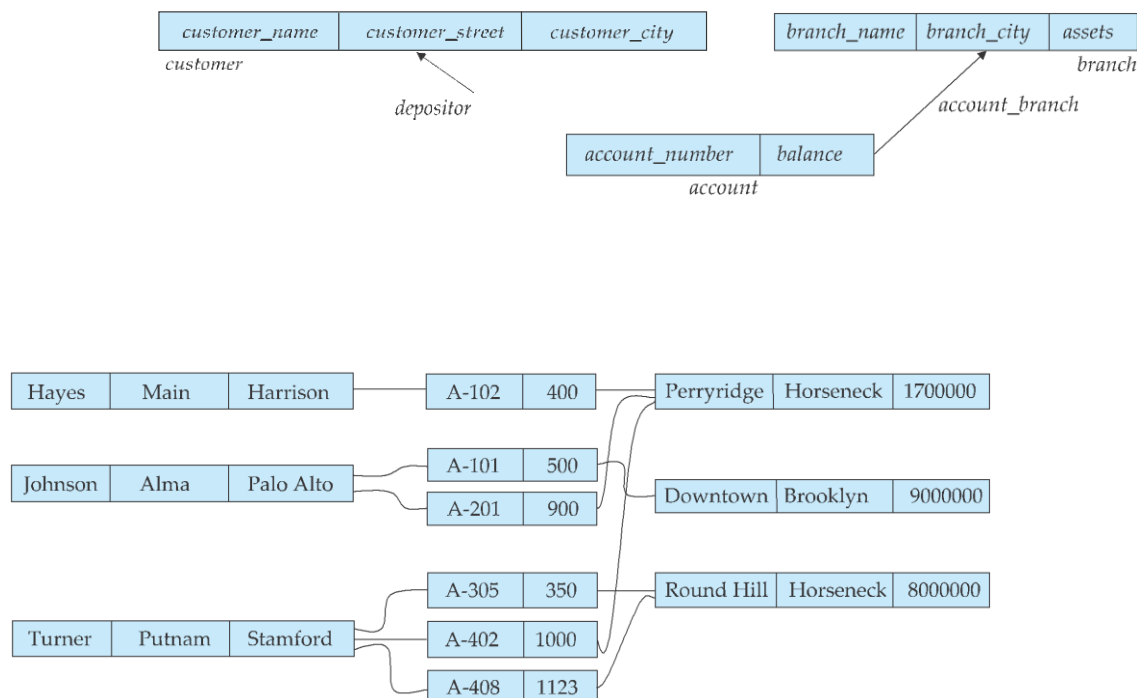 customer_name customer_street customer_city
customer
depositor
branch_name branch_city assets
branch
account_branch
account_number balance
account
Hayes Main Harrison A-102 400 Perryridge Horseneck 1700000
Johnson Alma Palo Alto A-101 500
A-201 900
Downtown Brooklyn 9000000
A-305 350 Round Hill Horseneck 8000000
Turner Putnam Stamford A-402 1000
A-408 1123